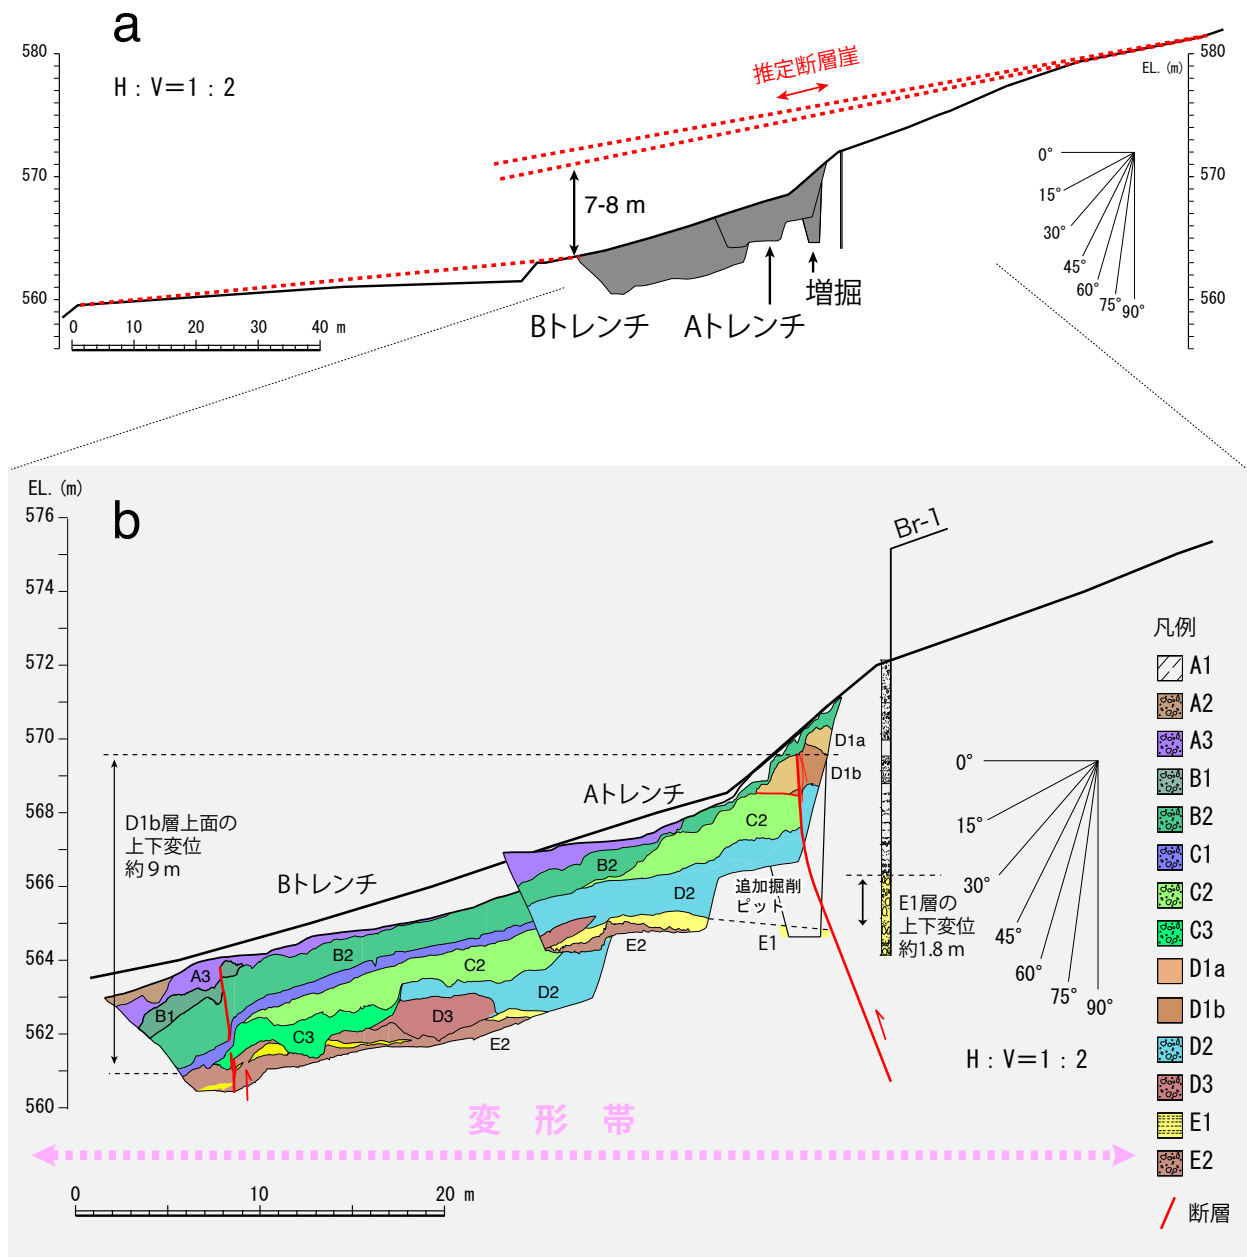 a
H : V＝1 : 2
580
570
560
0 10 20 30 40 m
推定断層崖
7-8 m
Bトレンチ
Aトレンチ
増掘
580
EL. (m)
570
560
0°
15°
30°
45°
60°
75°
90°
b
EL. (m)
576
574
572
570
568
566
564
562
560
D1b層上面の
上下変位
約９m
Bトレンチ
Aトレンチ
Br-1
D1a
D1b
C2
B2
D2
追加掘削
ピット
E1
E2
E1層の
上下変位
約1.8 m
A3
B1
B2
C2
C3
D2
D3
E2
0°
15°
30°
45°
60°
75°
90°
H : V＝1 : 2
変 形 帯
0 10 20 m
凡例
A1
A2
A3
B1
B2
C1
C2
C3
D1a
D1b
D2
D3
E1
E2
断層